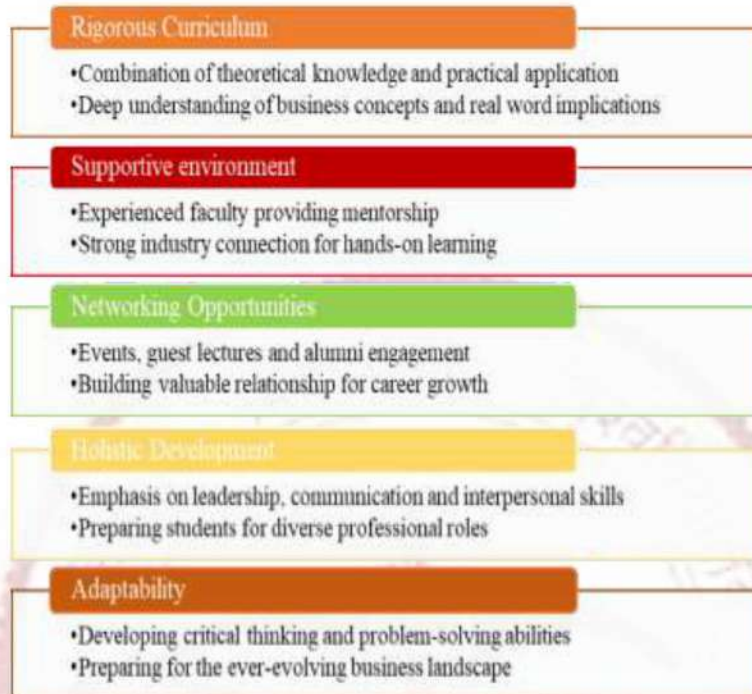 Rigorous Curriculum
•Combination of theoretical knowledge and practical application
•Deep understanding of business concepts and real word implications
Supportive environment
•Experienced faculty providing mentorship
•Strong industry connection for hands-on learning
Networking Opportunities
•Events, guest lectures and alumni engagement
•Building valuable relationship for career growth
Holistic Development
•Emphasis on leadership, communication and interpersonal skills
•Preparing students for diverse professional roles
Adaptability
•Developing critical thinking and problem-solving abilities
•Preparing for the ever-evolving business landscape